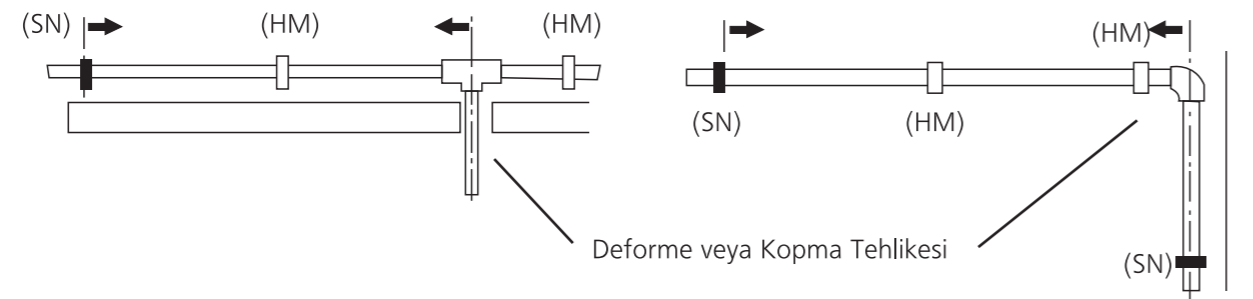 (SN) (HM) (HM)
(HM)
(SN) (HM)
Deforme veya Kopma Tehlikesi
(SN)